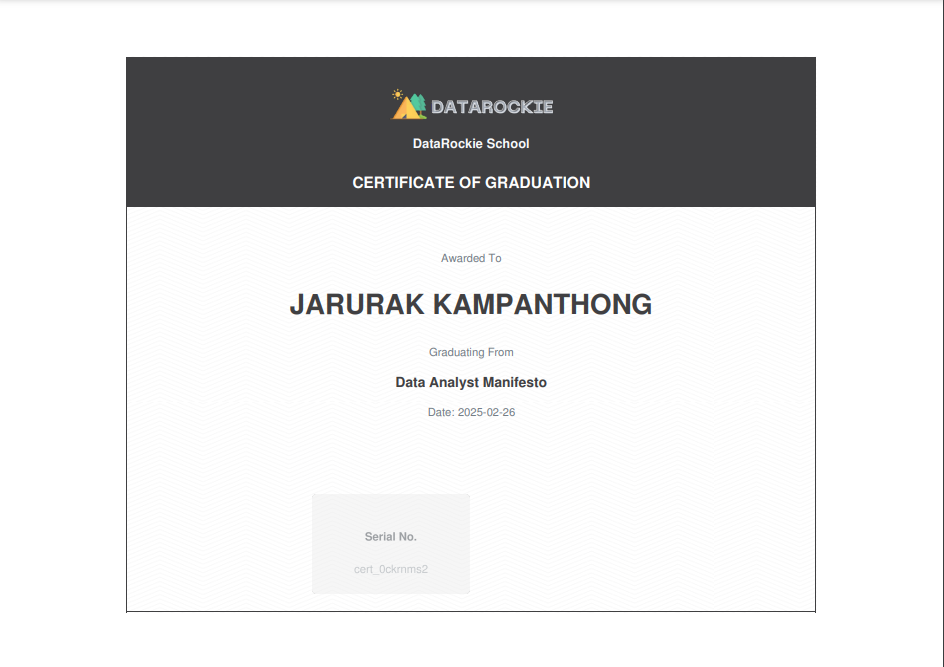 DATAROCKIE
DataRockie School
CERTIFICATE OF GRADUATION
Awarded To
JARURAK KAMPANTHONG
Graduating From
Data Analyst Manifesto
Date: 2025-02-26
Serial No.
cert_0ckrnms2